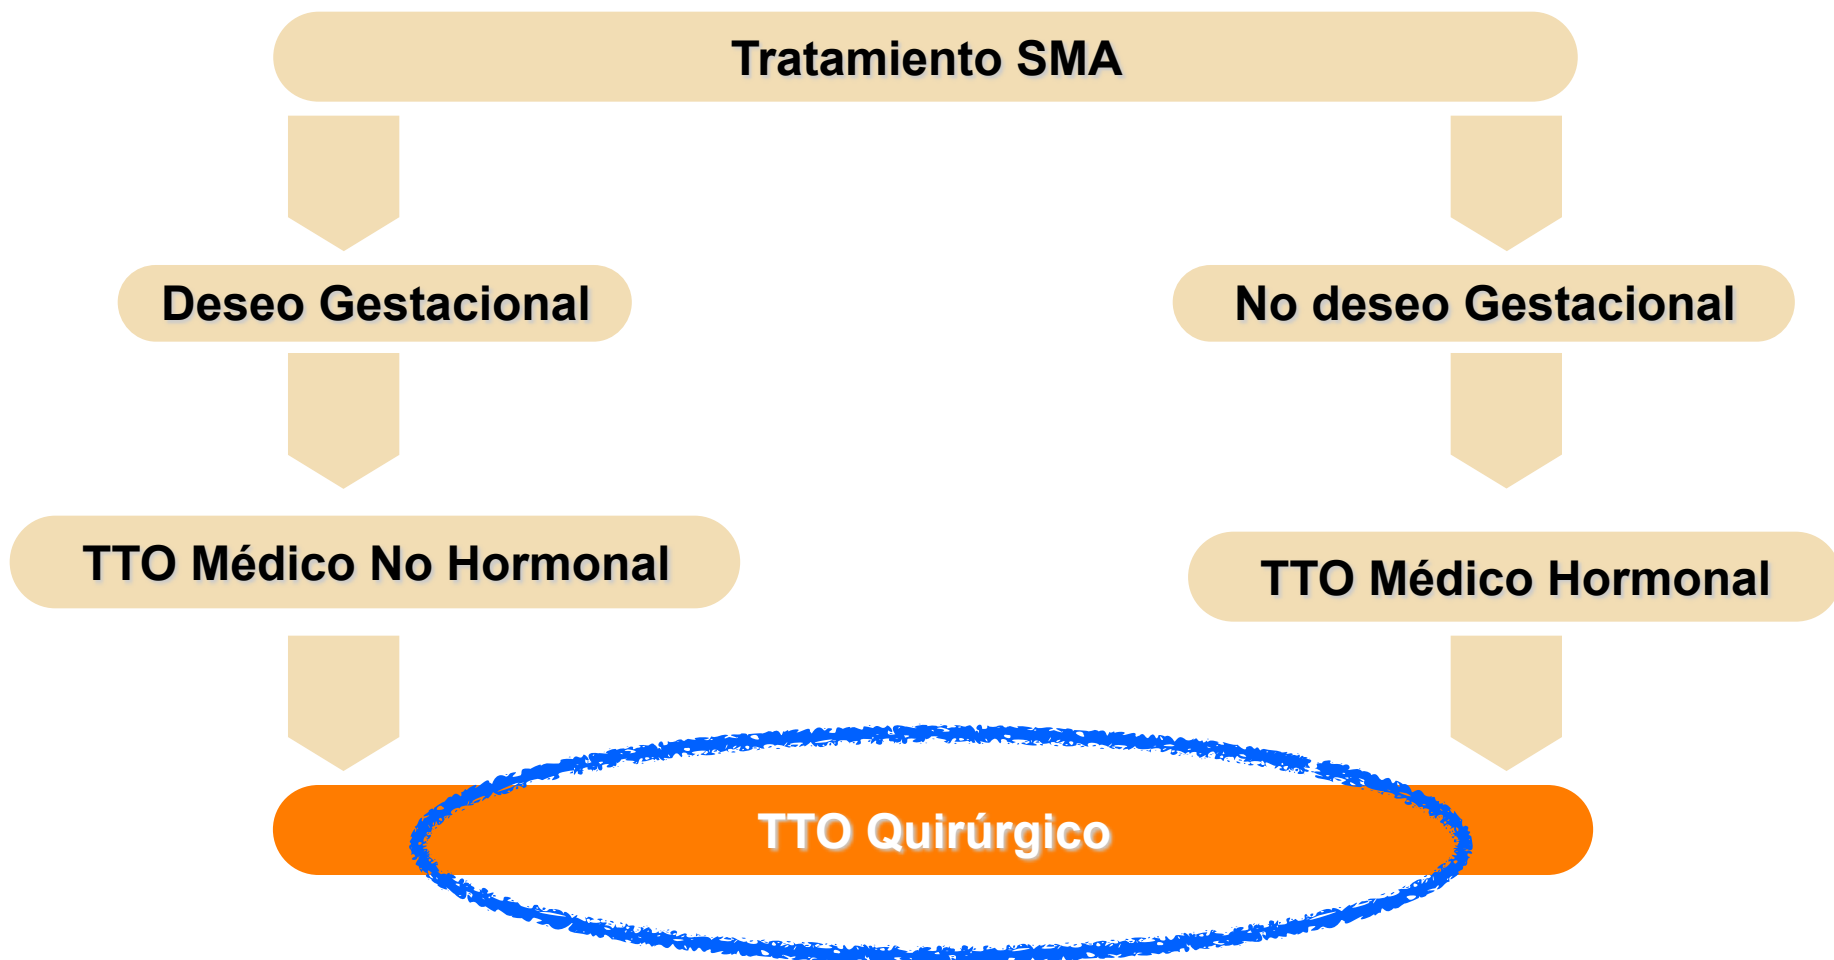 Tratamiento SMA
Deseo Gestacional
No deseo Gestacional
TTO Médico No Hormonal
TTO Médico Hormonal
TTO Quirúrgico